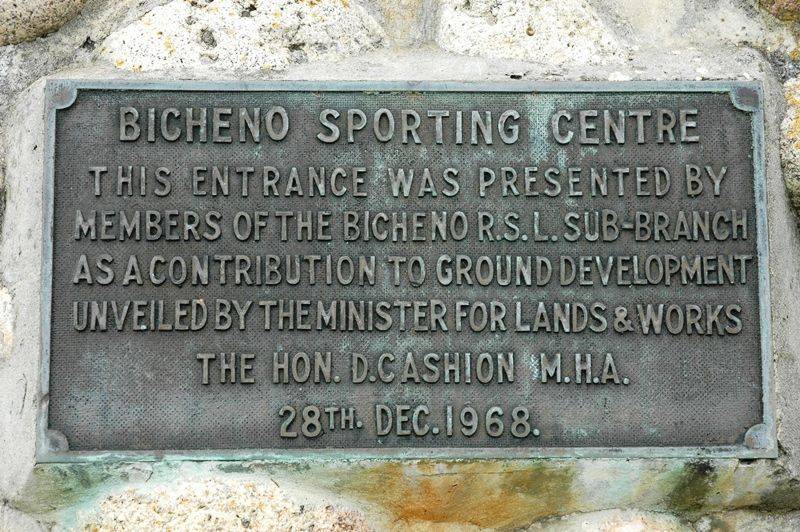 BICHENO SPORTING CENTRE
THIS ENTRANCE WAS PRESENTED BY
MEMBERS OF THE BICHENO R.S.L. SUB-BRANCH
AS A CONTRIBUTION TO GROUND DEVELOPMENT
UNVEILED BY THE MINISTER FOR LANDS & WORKS
THE HON. D.CASHION M.H.A.
28TH. DEC. 1968.